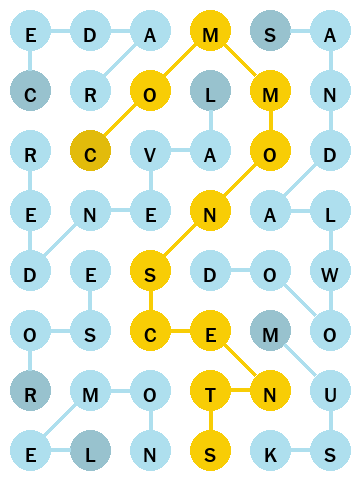 E D A M S A
C R O L M N
R C V A O D
E N E N A L
D E S D O W
O S C E M O
R M O T N U
E L N S K S